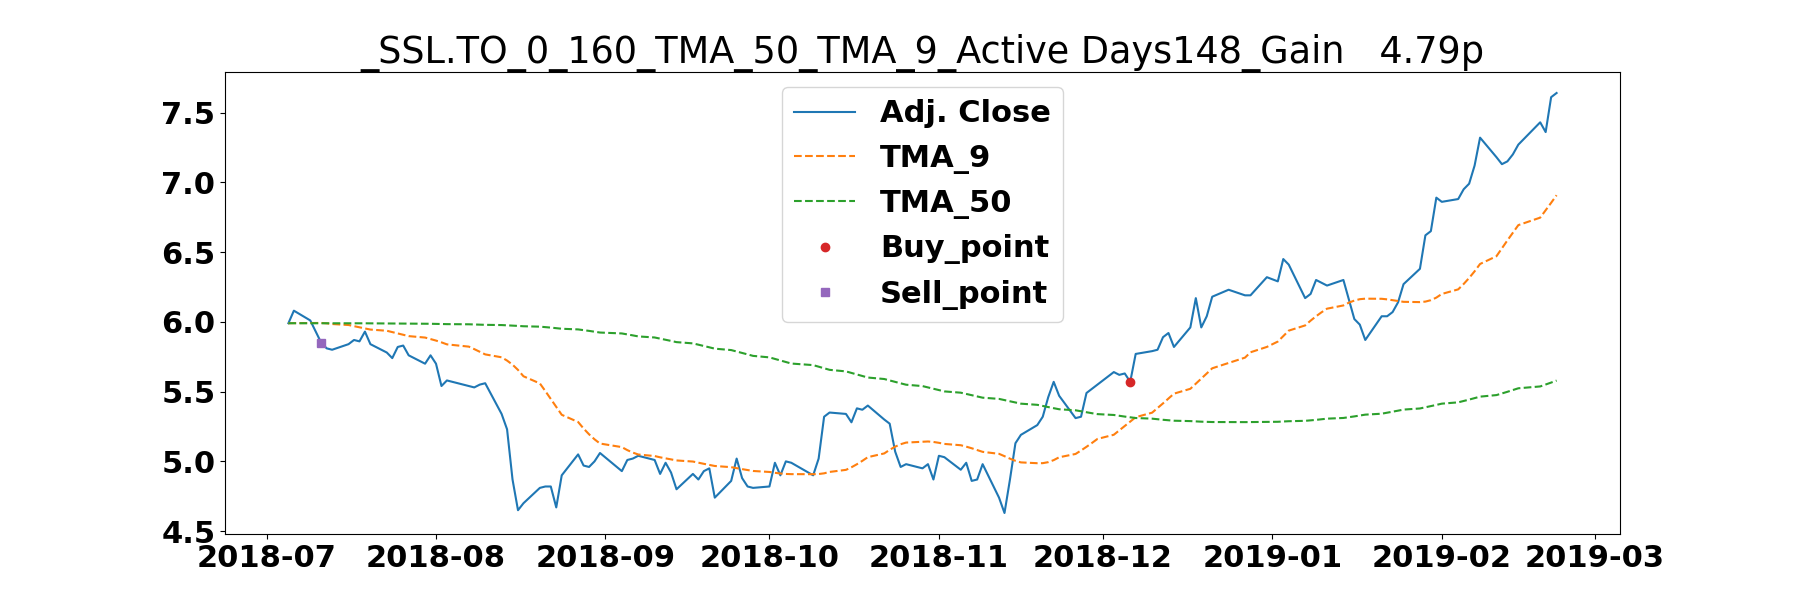 _SSL.TO_0_160_TMA_50_TMA_9_Active Days148_Gain   4.79p
Adj. Close
TMA_9
TMA_50
Buy_point
Sell_point
7.5
7.0
6.5
6.0
5.5
5.0
4.5
2018-07 2018-08 2018-09 2018-10 2018-11 2018-12 2019-01 2019-02 2019-03